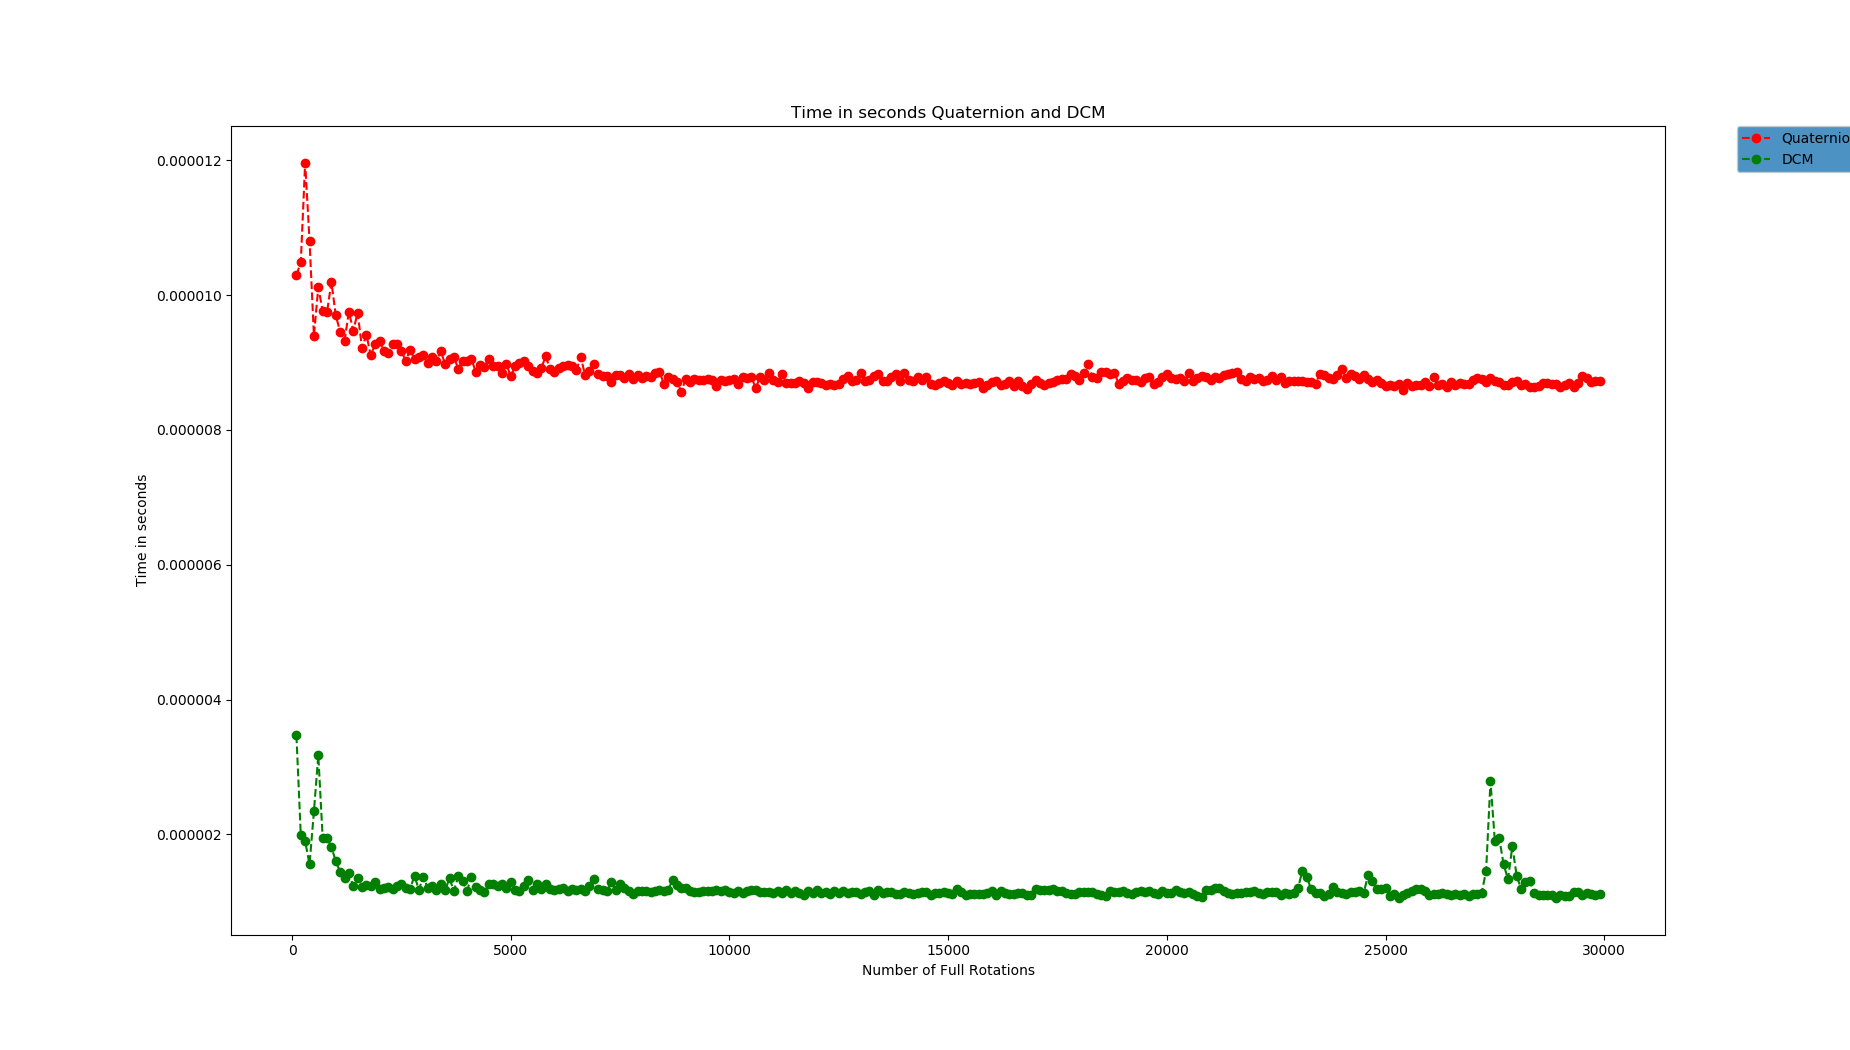 Time in seconds Quaternion and DCM
Quaternio
DCM
0.000012
0.000010
0.000008
0.000006
0.000004
0.000002
Time in seconds
0
5000
10000
15000
20000
25000
30000
Number of Full Rotations